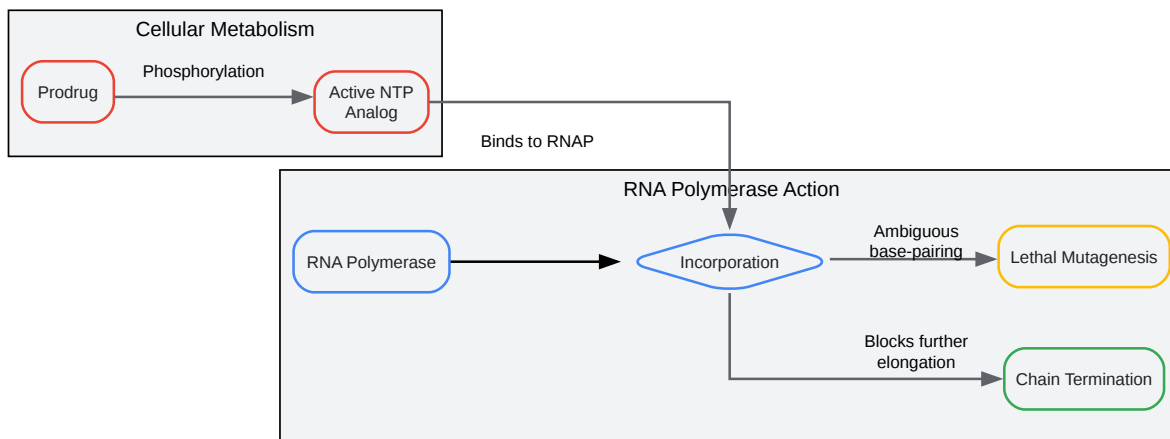 Cellular Metabolism
Prodrug
Phosphorylation
Active NTP
Analog
Binds to RNAP
RNA Polymerase Action
RNA Polymerase
Incorporation
Ambiguous
base-pairing
Lethal Mutagenesis
Blocks further
elongation
Chain Termination